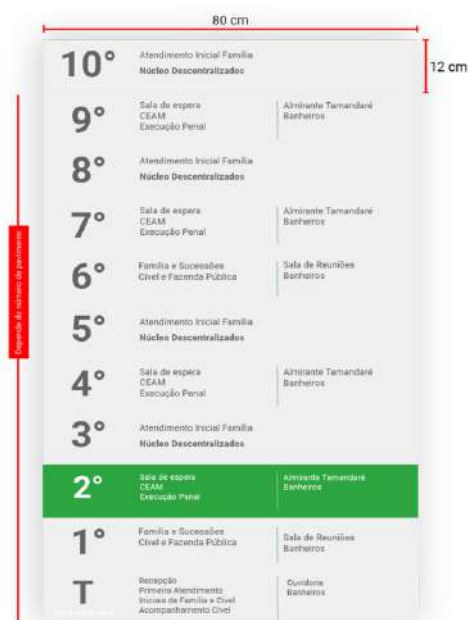 80 cm
12 cm
10° Atendimento Inicial Família
Núcleo Descentralizados
9° Sala de espera Almirante Tamandaré
CEAM Banheiros
Execução Penal
8° Atendimento Inicial Família
Núcleo Descentralizados
7° Sala de espera Almirante Tamandaré
CEAM Banheiros
Execução Penal
6° Família e Sucessões Sala de Reuniões
Cível e Fazenda Pública Banheiros
5° Atendimento Inicial Família
Núcleo Descentralizados
4° Sala de espera Almirante Tamandaré
CEAM Banheiros
Execução Penal
3° Atendimento Inicial Família
Núcleo Descentralizados
2° Sala de espera Almirante Tamandaré
CEAM Banheiros
Execução Penal
1° Família e Sucessões Sala de Reuniões
Cível e Fazenda Pública Banheiros
T Recepção Ouvidoria
Primeiro Atendimento Banheiros
Iniciais de Família e Cível
Acompanhamento Cível
Depende do número de pavimento